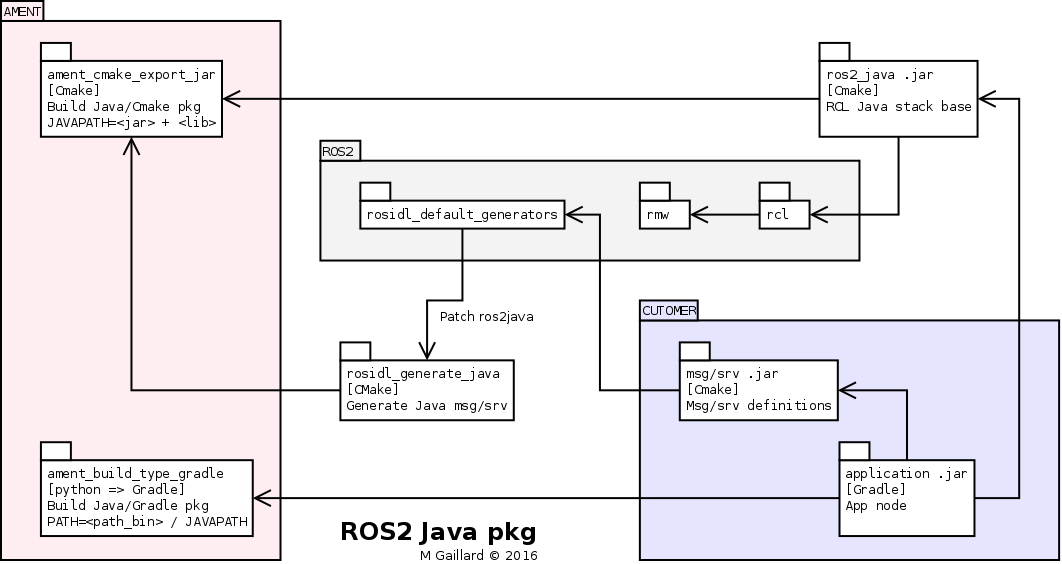 AMENT
ament_cmake_export_jar
[Cmake]
Build Java/Cmake pkg
JAVAPATH=<jar> + <lib>
ros2_java .jar
[Cmake]
RCL Java stack base
ROS2
rosidl_default_generators
rmw
rcl
Patch ros2java
CUTOMER
rosidl_generate_java
[CMake]
Generate Java msg/srv
msg/srv .jar
[Cmake]
Msg/srv definitions
ament_build_type_gradle
[python => Gradle]
Build Java/Gradle pkg
PATH=<path_bin> / JAVAPATH
application .jar
[Gradle]
App node
ROS2 Java pkg
M Gaillard © 2016